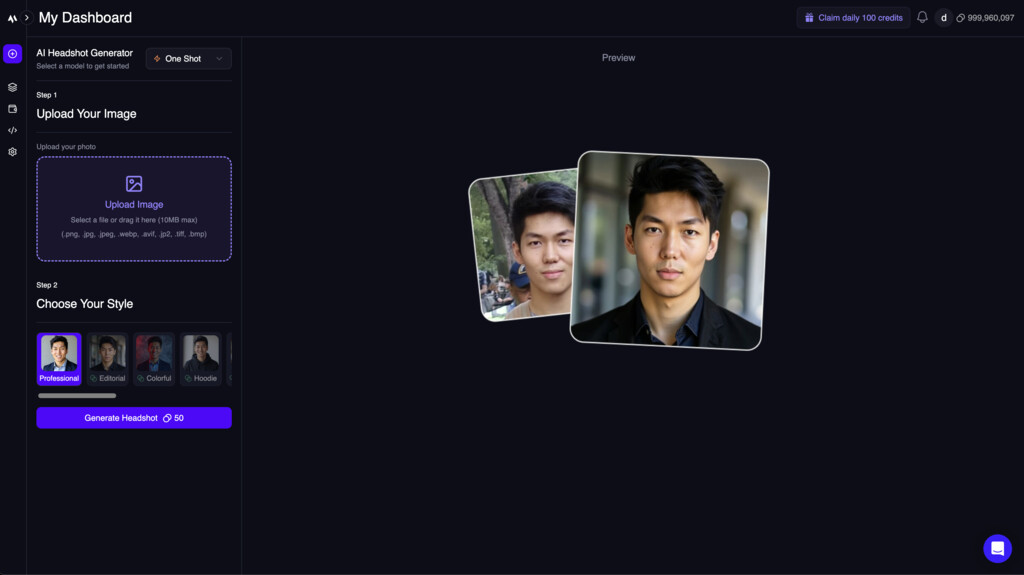 My Dashboard
Claim daily 100 credits
d
999,960,097
AI Headshot Generator
Select a model to get started
One Shot
Step 1
Upload Your Image
Upload your photo
Upload Image
Select a file or drag it here (10MB max)
(.png, .jpg, .jpeg, .webp, .avif, .jp2, .tiff, .bmp)
Step 2
Choose Your Style
Professional
Editorial
Colorful
Hoodie
Generate Headshot 50
Preview